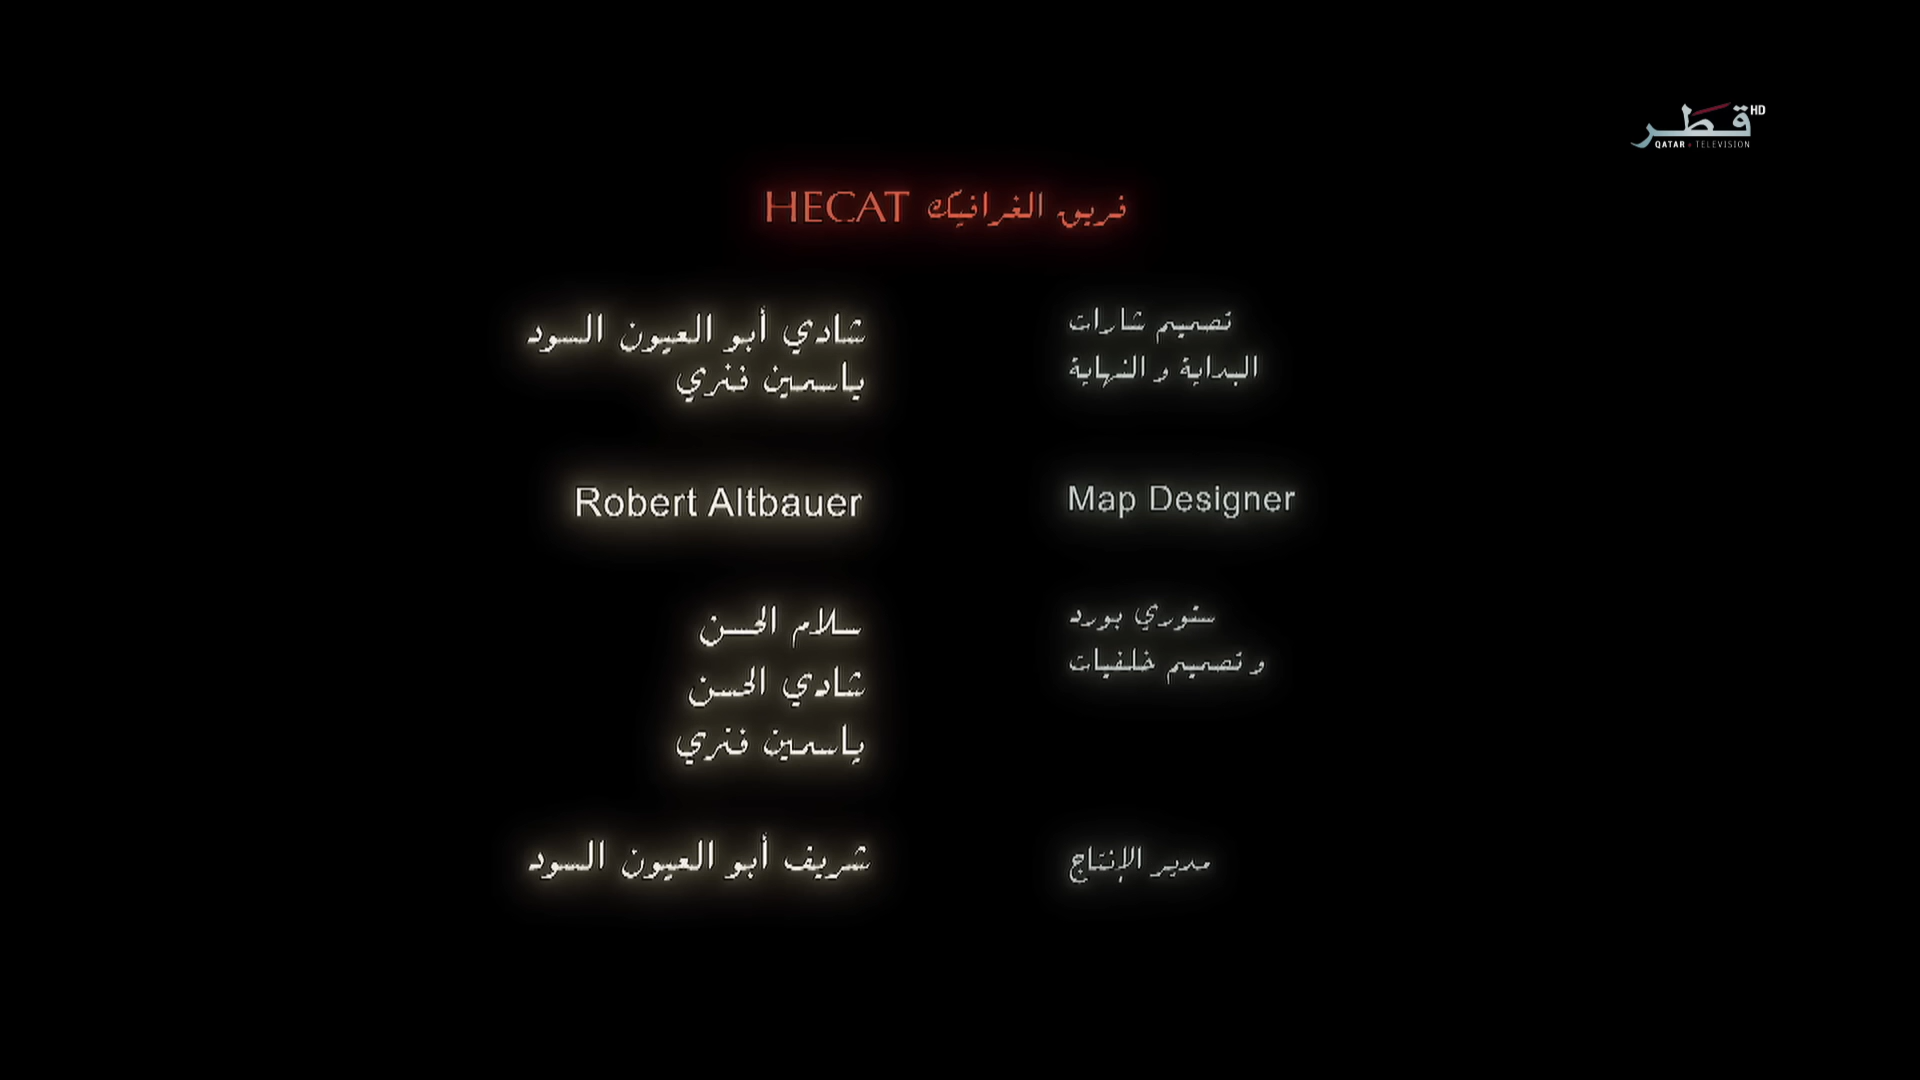 قطر HD
QATAR TELEVISION
فريق الغرافيك HECAT
تصميم شارات
البداية و النهاية
شادي أبو العيون السود
ياسمين فنري
Map Designer
Robert Altbauer
ستوري بورد
و تصميم خلفيات
سلام الحسن
شادي الحسن
ياسمين فنري
مدير الإنتاج
شريف أبو العيون السود